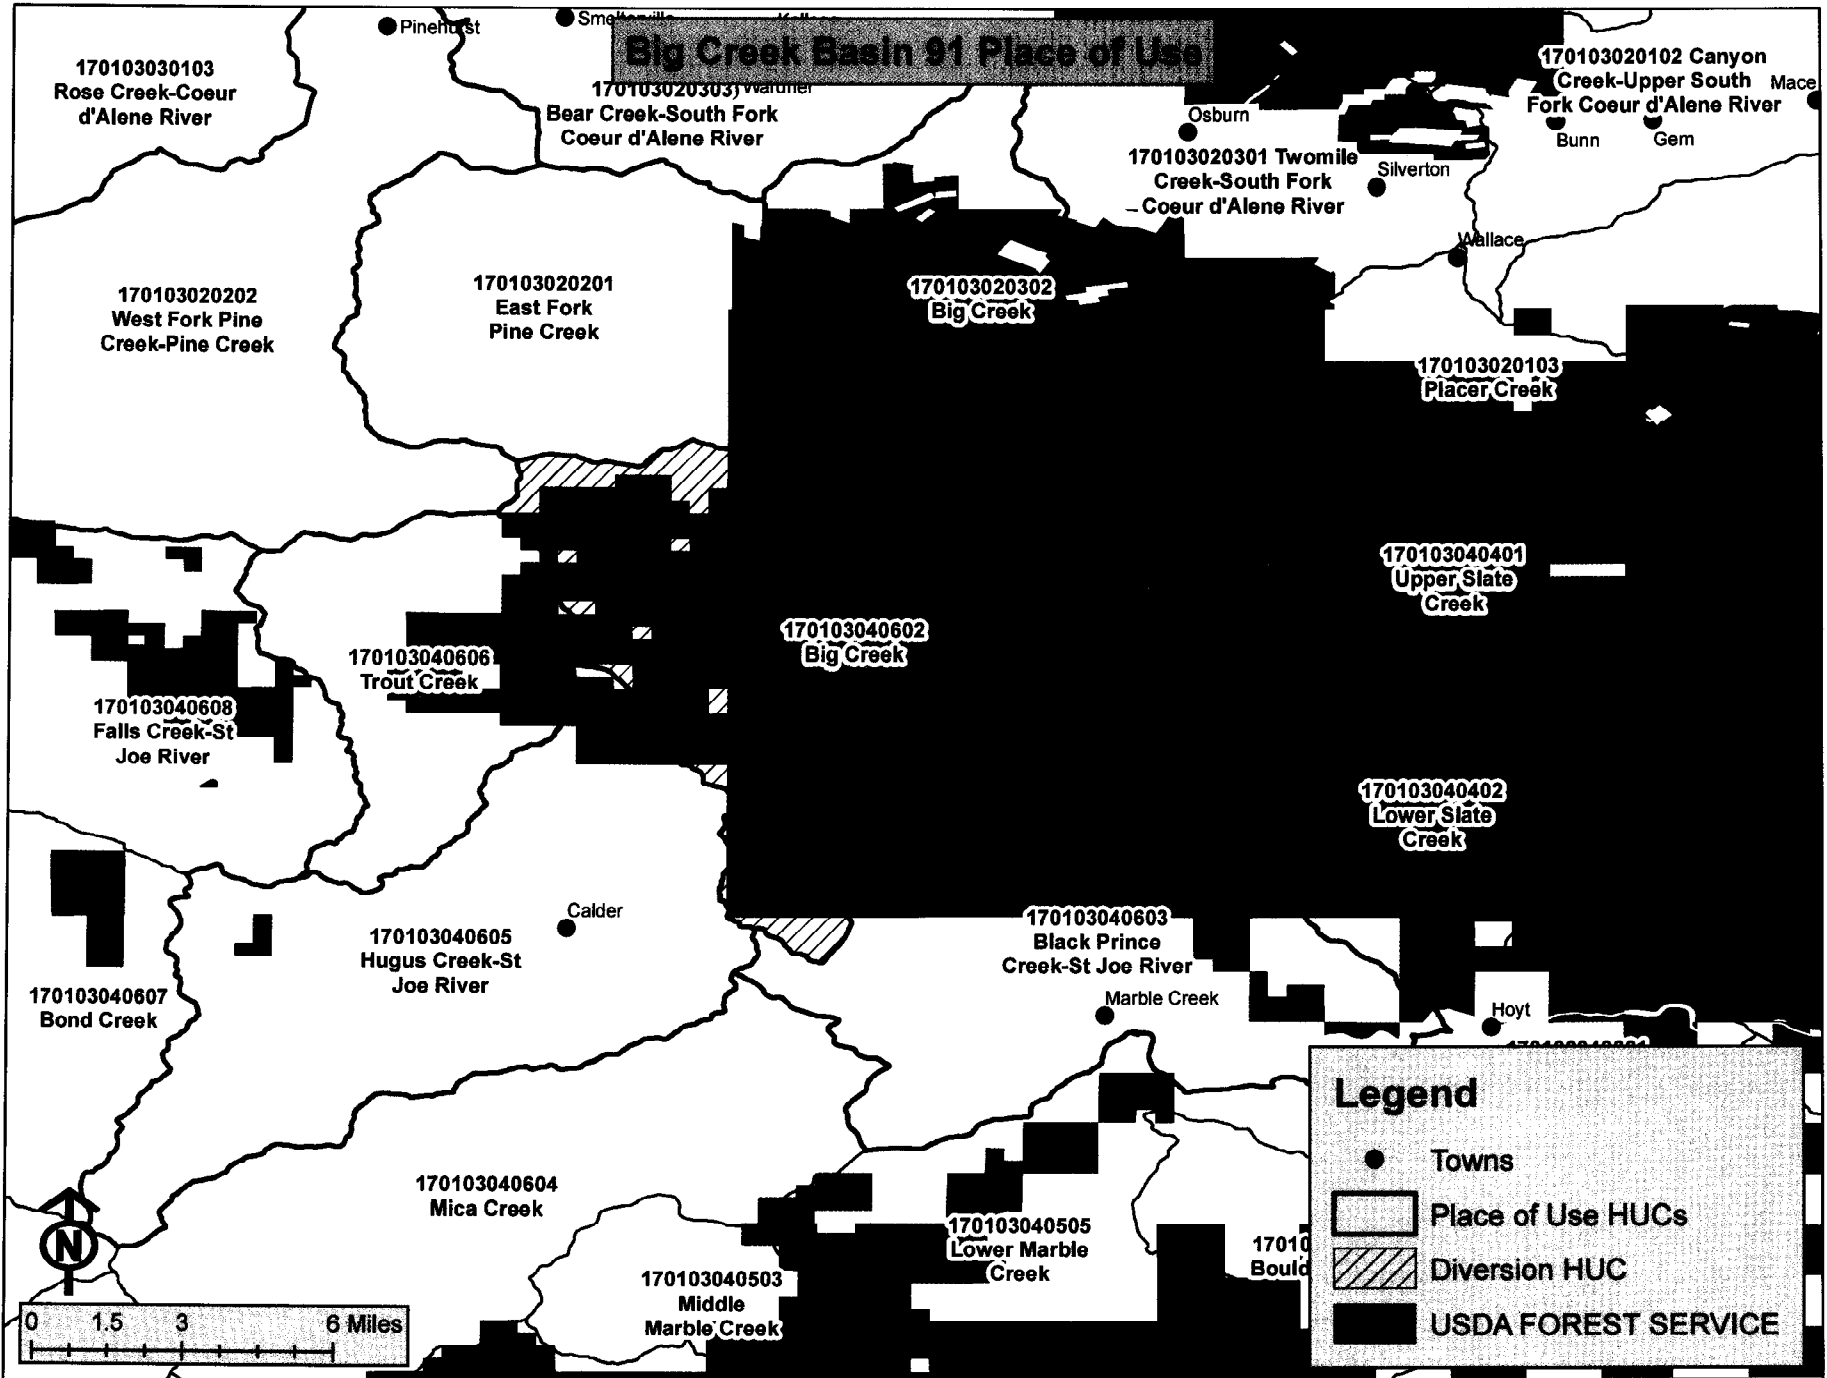 Pinehurst
Big Creek Basin 91 Place of Use
170103030103
Rose Creek-Coeur
d'Alene River
170103020303
Bear Creek-South Fork
Coeur d'Alene River
170103020102 Canyon
Creek-Upper South
Fork Coeur d'Alene River
Mace
Osburn
Bunn
Gem
170103020301 Twomile
Creek-South Fork
Coeur d'Alene River
Silverton
Wallace
170103020202
West Fork Pine
Creek-Pine Creek
170103020201
East Fork
Pine Creek
170103020302
Big Creek
170103020103
Placer Creek
170103040401
Upper Slate
Creek
170103040602
Big Creek
170103040606
Trout Creek
170103040608
Falls Creek-St
Joe River
170103040402
Lower Slate
Creek
Calder
170103040605
Hugus Creek-St
Joe River
170103040603
Black Prince
Creek-St Joe River
Marble Creek
Hoyt
170103040607
Bond Creek
170103040604
Mica Creek
170103040505
Lower Marble
Creek
17010
Bould
170103040503
Middle
Marble Creek
N
0 1.5 3 6 Miles
Legend
Towns
Place of Use HUCs
Diversion HUC
USDA FOREST SERVICE